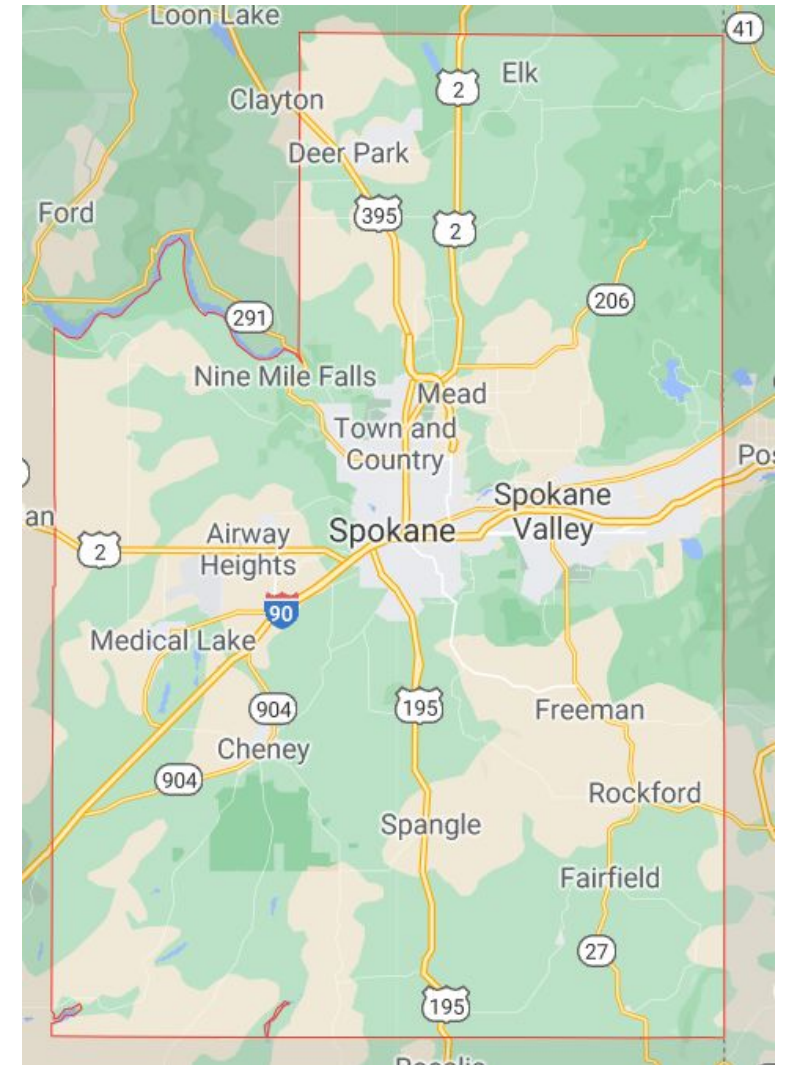 Loon Lake
41
Elk
2
Clayton
Deer Park
395
Ford
2
206
291
Nine Mile Falls
Mead
Town and
Country
Pos
Spokane
Valley
an
Spokane
Airway
Heights
2
90
Medical Lake
904
195
Freeman
Cheney
904
Rockford
Spangle
Fairfield
27
195